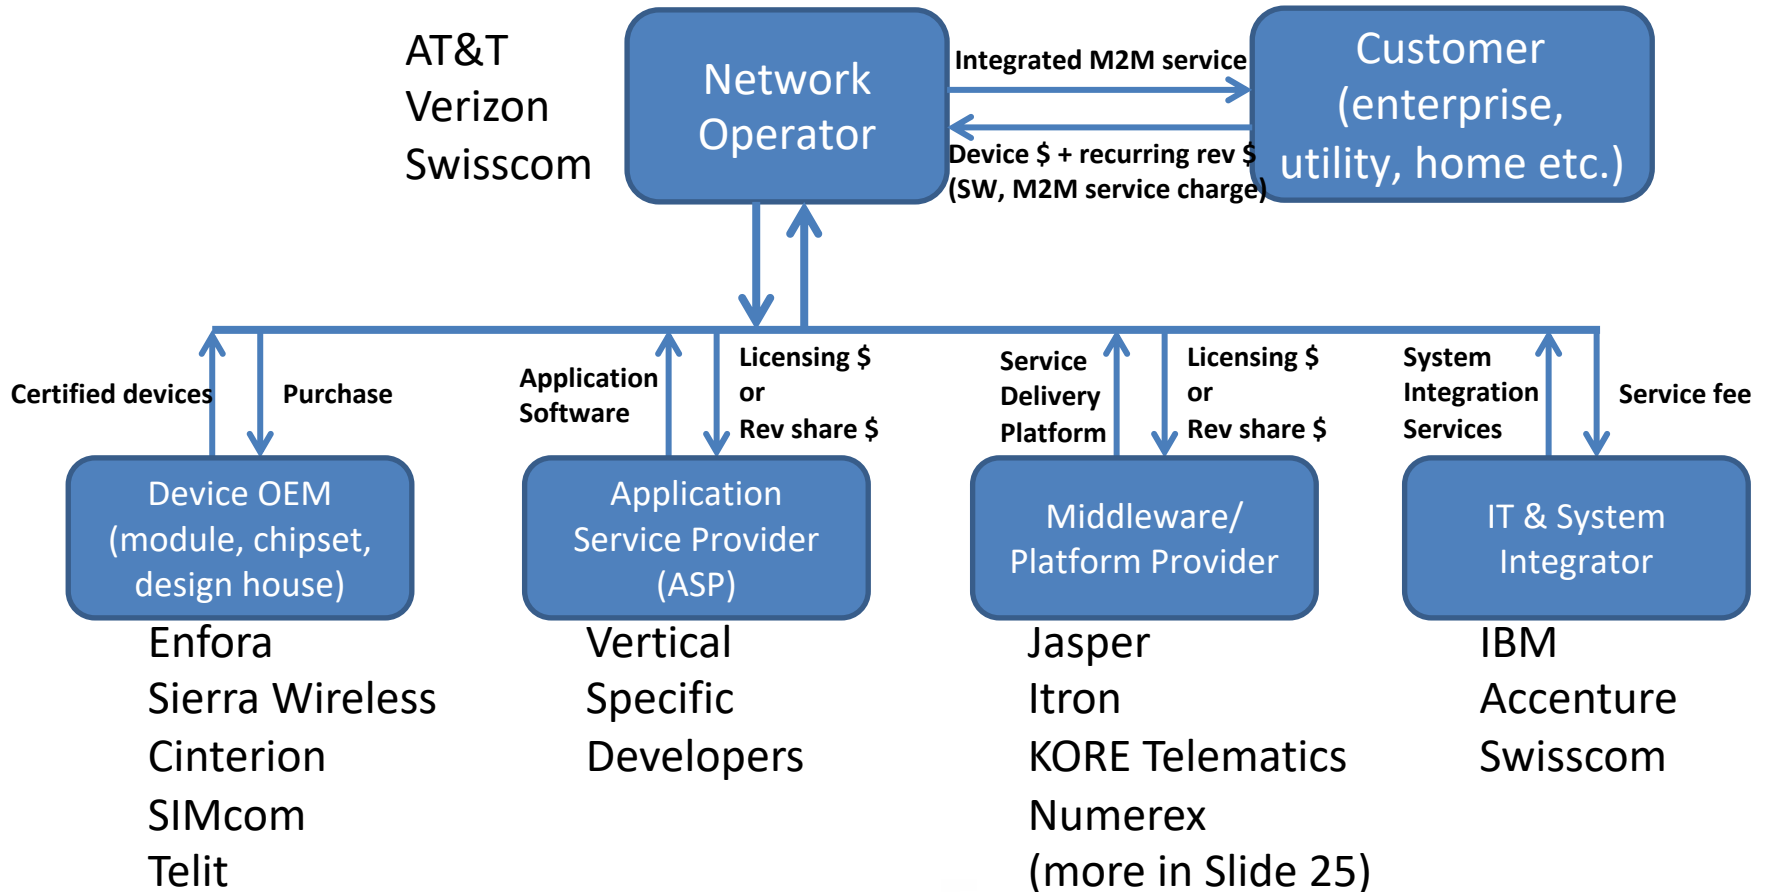 AT&T
Verizon
Swisscom
Network
Operator
Integrated M2M service
Device $ + recurring rev $
(SW, M2M service charge)
Customer
(enterprise,
utility, home etc.)
Certified devices
Purchase
Application
Software
Licensing $
or
Rev share $
Service
Delivery
Platform
Licensing $
or
Rev share $
System
Integration
Services
Service fee
Device OEM
(module, chipset,
design house)
Application
Service Provider
(ASP)
Middleware/
Platform Provider
IT & System
Integrator
Enfora
Sierra Wireless
Cinterion
SIMcom
Telit
Vertical
Specific
Developers
Jasper
Itron
KORE Telematics
Numerex
(more in Slide 25)
IBM
Accenture
Swisscom